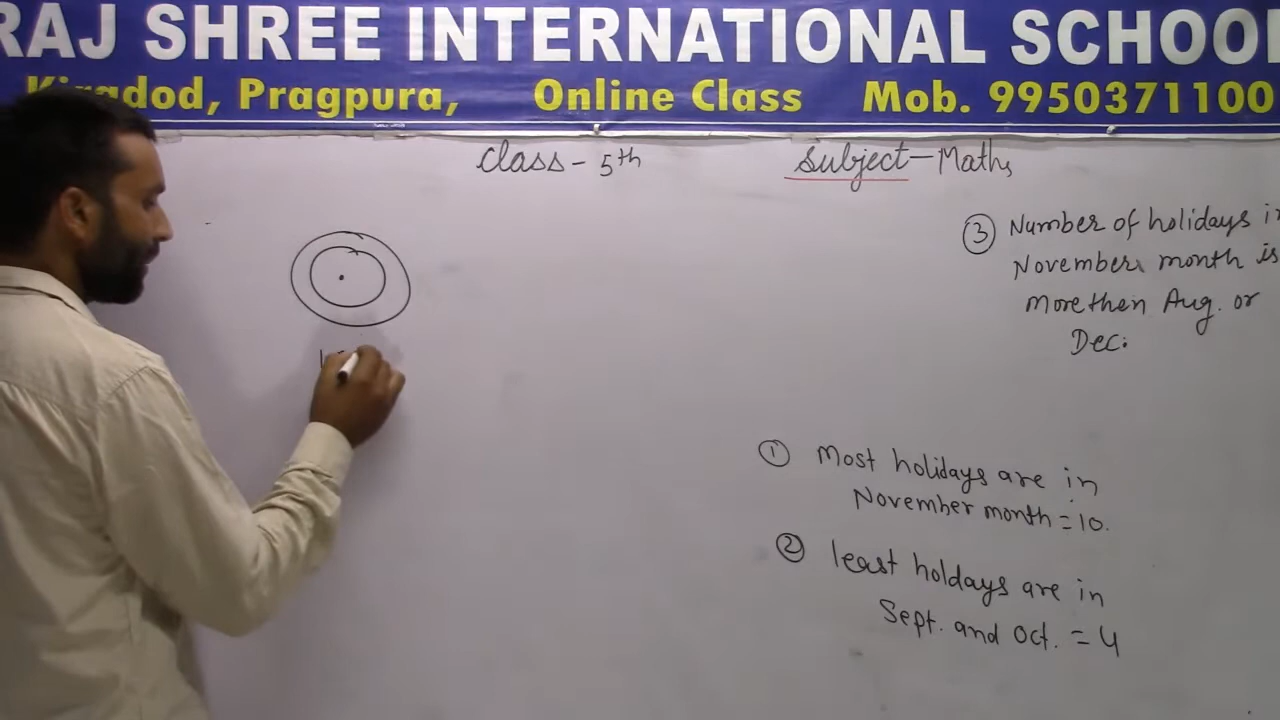 RAJ SHREE INTERNATIONAL SCHOOL
Kiradod, Pragpura, Online Class Mob. 9950371100
Class - 5th Subject - Maths
③ Number of holidays in
November month is
more then Aug. or
Dec.
① Most holidays are in
November month = 10.
② least holdays are in
Sept. and Oct. = 4